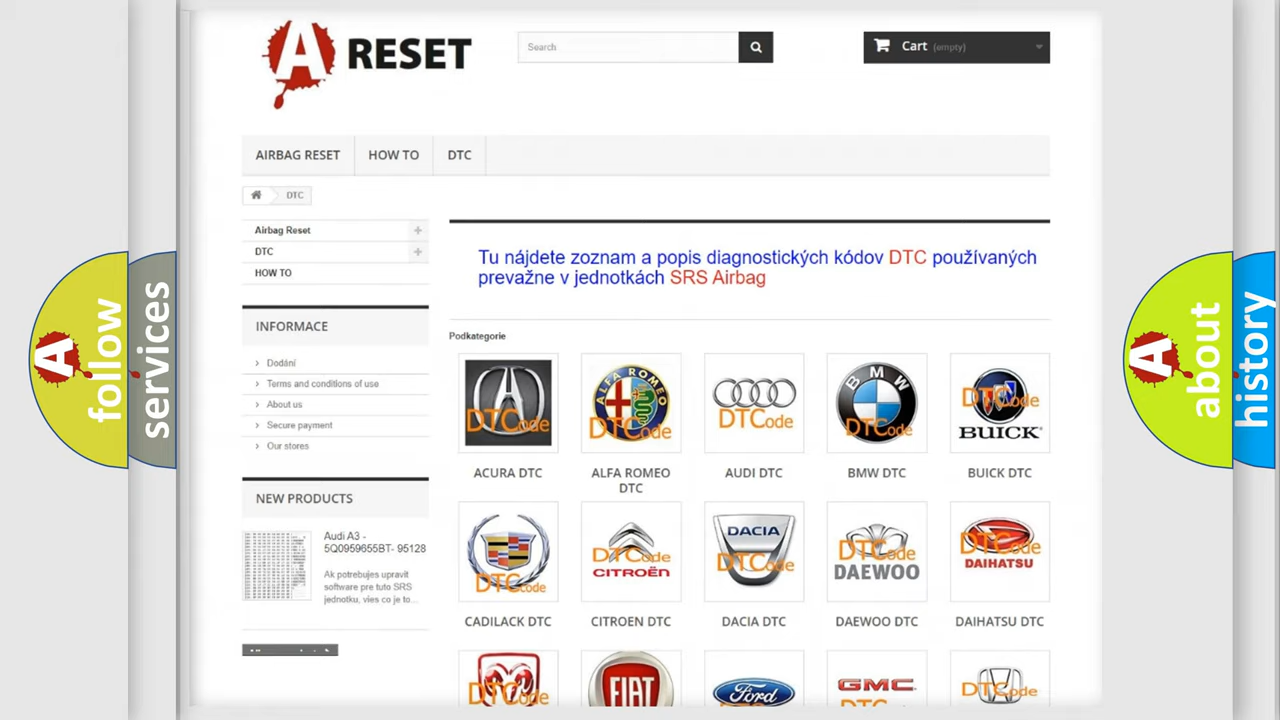 A RESET
Search
Cart (empty)
AIRBAG RESET
HOW TO
DTC
DTC
Airbag Reset
DTC
HOW TO
Tu nájdete zoznam a popis diagnostických kódov DTC používaných
prevažne v jednotkách SRS Airbag
INFORMACE
Dodání
Terms and conditions of use
About us
Secure payment
Our stores
Podkategorie
DTCode
ALFA ROMEO
DTCode
DTCode
BMW
DTCode
DTCode
BUICK
ACURA DTC
ALFA ROMEO
DTC
AUDI DTC
BMW DTC
BUICK DTC
NEW PRODUCTS
Audi A3 -
5Q0959655BT- 95128
Ak potrebujes upravit
software pre tuto SRS
jednotku, vies co je to...
DTCode
DTCode
CITROËN
DACIA
DTCode
DTCode
DAEWOO
DTCode
DAIHATSU
CADILACK DTC
CITROEN DTC
DACIA DTC
DAEWOO DTC
DAIHATSU DTC
DTCode
FIAT
Ford
GMC
DTCode
A follow
services
A about
history